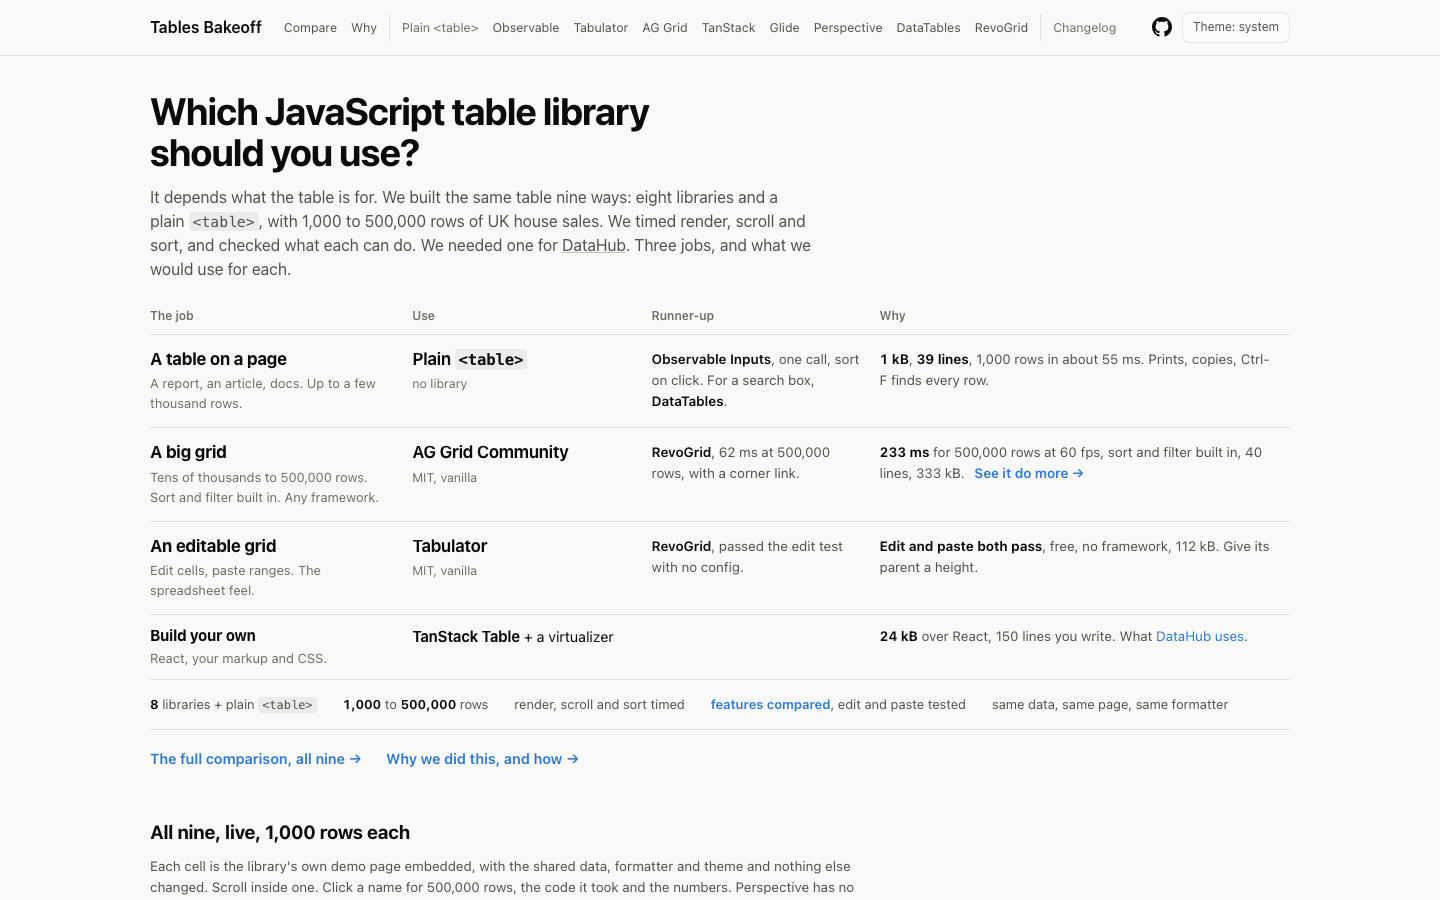 Tables Bakeoff Compare Why Plain <table> Observable Tabulator AG Grid TanStack Glide Perspective DataTables RevoGrid Changelog Theme: system
Which JavaScript table library
should you use?
It depends what the table is for. We built the same table nine ways: eight libraries and a
plain <table>, with 1,000 to 500,000 rows of UK house sales. We timed render, scroll and
sort, and checked what each can do. We needed one for DataHub. Three jobs, and what we
would use for each.
The job Use Runner-up Why
A table on a page
A report, an article, docs. Up to a few
thousand rows.
Plain <table>
no library
Observable Inputs, one call, sort
on click. For a search box,
DataTables.
1 kB, 39 lines, 1,000 rows in about 55 ms. Prints, copies, Ctrl-
F finds every row.
A big grid
Tens of thousands to 500,000 rows.
Sort and filter built in. Any framework.
AG Grid Community
MIT, vanilla
RevoGrid, 62 ms at 500,000
rows, with a corner link.
233 ms for 500,000 rows at 60 fps, sort and filter built in, 40
lines, 333 kB. See it do more →
An editable grid
Edit cells, paste ranges. The
spreadsheet feel.
Tabulator
MIT, vanilla
RevoGrid, passed the edit test
with no config.
Edit and paste both pass, free, no framework, 112 kB. Give its
parent a height.
Build your own
React, your markup and CSS.
TanStack Table + a virtualizer
24 kB over React, 150 lines you write. What DataHub uses.
8 libraries + plain <table> 1,000 to 500,000 rows render, scroll and sort timed features compared, edit and paste tested same data, same page, same formatter
The full comparison, all nine → Why we did this, and how →
All nine, live, 1,000 rows each
Each cell is the library's own demo page embedded, with the shared data, formatter and theme and nothing else
changed. Scroll inside one. Click a name for 500,000 rows, the code it took and the numbers. Perspective has no